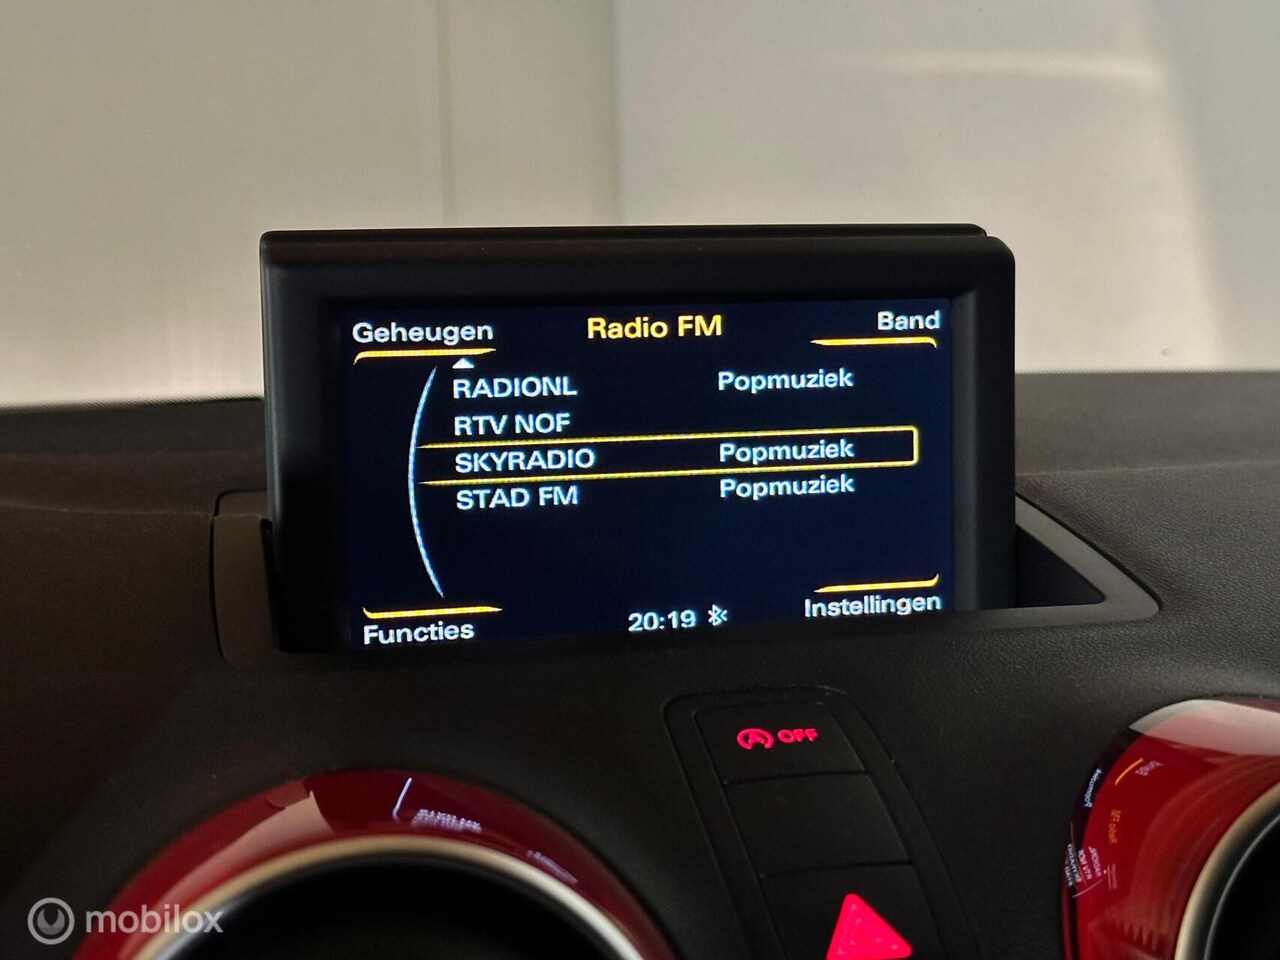 Geheugen Radio FM Band
RADIONL Popmuziek
RTV NOF
SKYRADIO Popmuziek
STAD FM Popmuziek
Functies 20:19 Instellingen
A OFF
mobilox